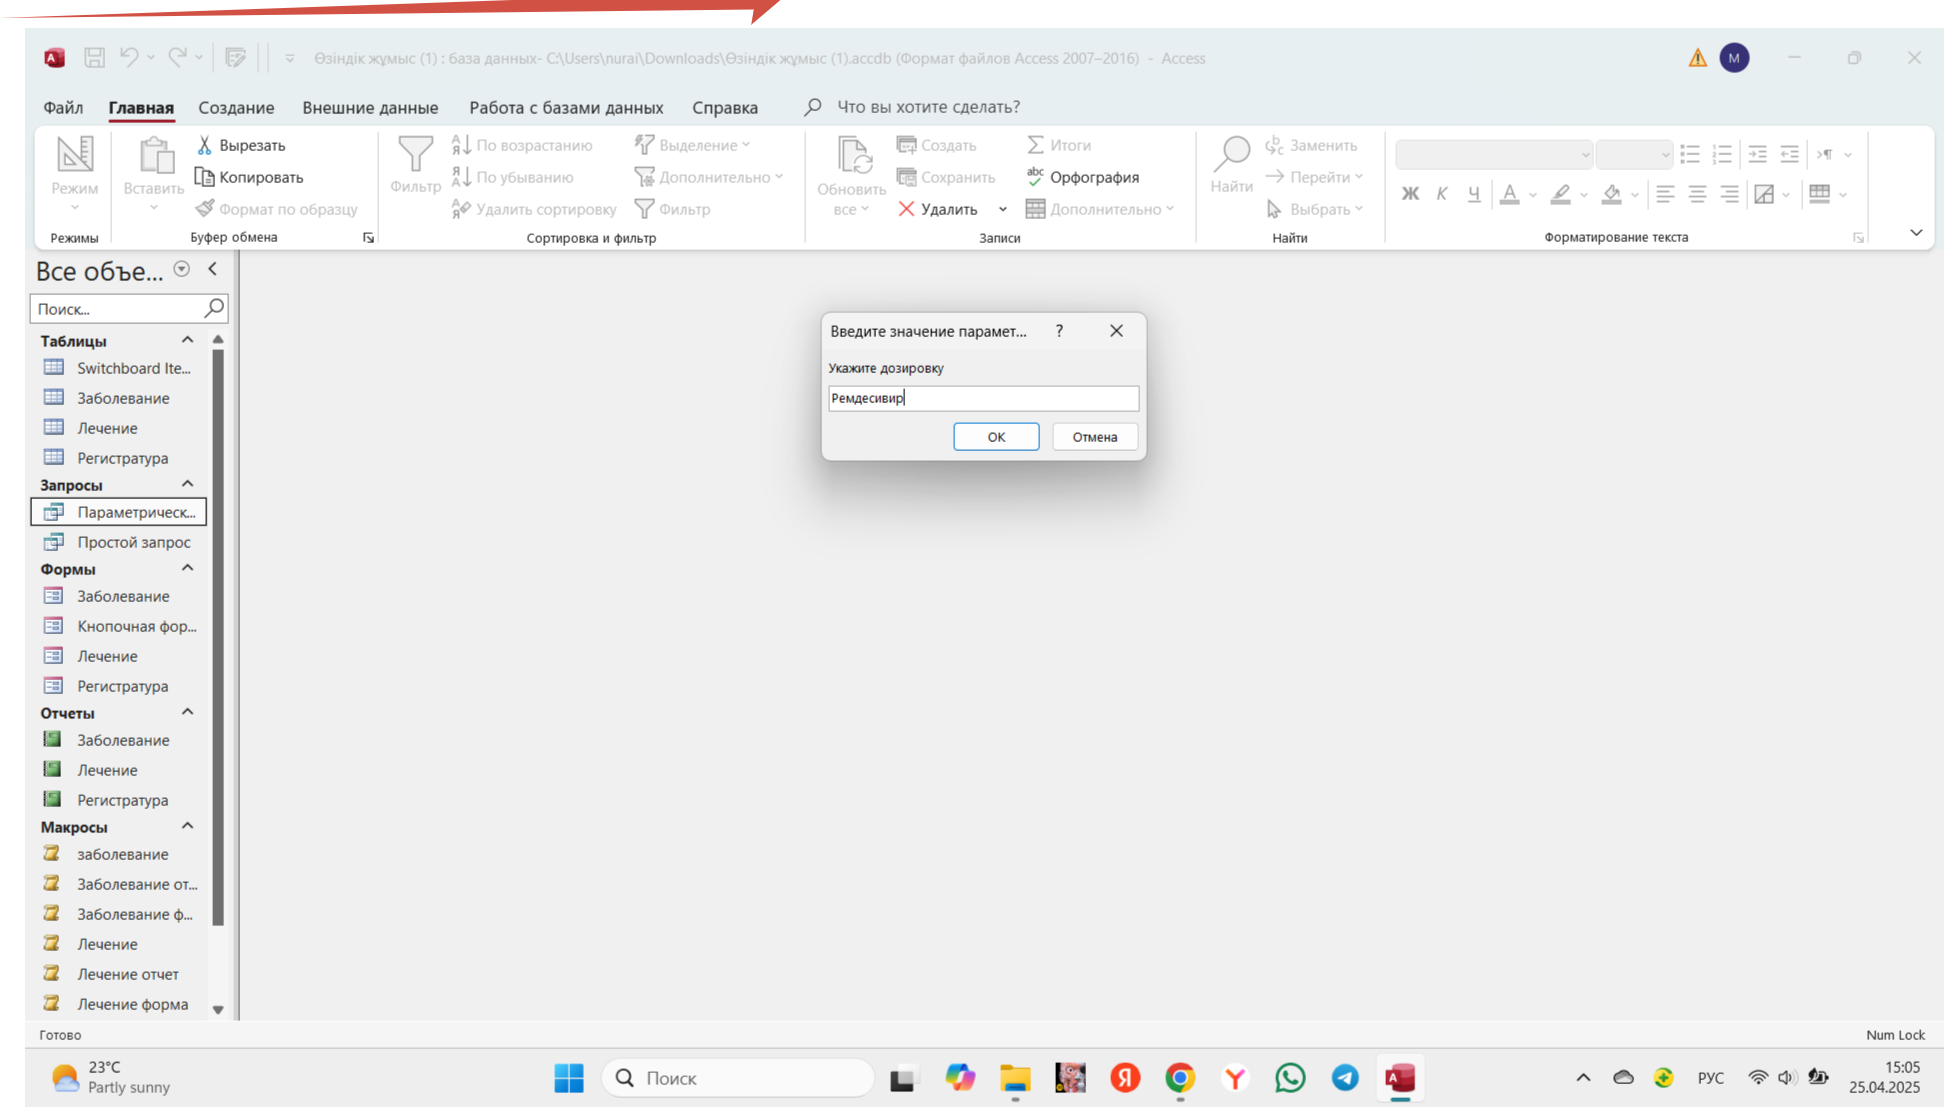 Өзіндік жұмыс (1) : база данных- C:\Users\nurai\Downloads\Өзіндік жұмыс (1).accdb (Формат файлов Access 2007–2016) - Access
М
Файл Главная Создание Внешние данные Работа с базами данных Справка Что вы хотите сделать?
Режим
Режимы
Вставить
Вырезать
Копировать
Формат по образцу
Буфер обмена
Фильтр
По возрастанию
По убыванию
Удалить сортировку
Выделение
Дополнительно
Фильтр
Сортировка и фильтр
Обновить
все
Создать
Сохранить
Удалить
Итоги
Орфография
Дополнительно
Записи
Найти
Заменить
Перейти
Выбрать
Найти
Ж К Ч А
Форматирование текста
Все объе...
Поиск...
Таблицы
Switchboard Ite...
Заболевание
Лечение
Регистратура
Запросы
Параметрическ...
Простой запрос
Формы
Заболевание
Кнопочная фор...
Лечение
Регистратура
Отчеты
Заболевание
Лечение
Регистратура
Макросы
заболевание
Заболевание от...
Заболевание ф...
Лечение
Лечение отчет
Лечение форма
Введите значение парамет... ?
Укажите дозировку
Ремдесивир
ОК Отмена
Готово
Num Lock
23°C
Partly sunny
Поиск
РУС
15:05
25.04.2025